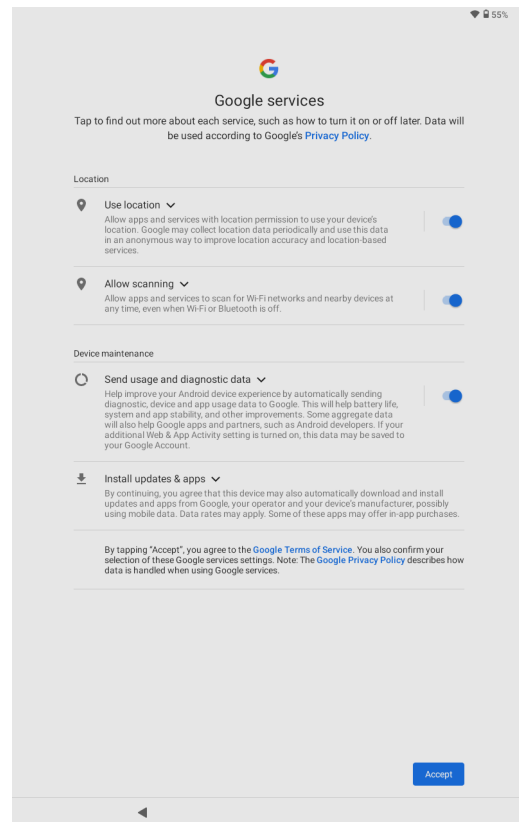 55%
Google services
Tap to find out more about each service, such as how to turn it on or off later. Data will
be used according to Google's Privacy Policy.
Location
Use location
Allow apps and services with location permission to use your device's
location. Google may collect location data periodically and use this data
in an anonymous way to improve location accuracy and location-based
services.
Allow scanning
Allow apps and services to scan for Wi-Fi networks and nearby devices at
any time, even when Wi-Fi or Bluetooth is off.
Device maintenance
Send usage and diagnostic data
Help improve your Android device experience by automatically sending
diagnostic, device and app usage data to Google. This will help battery life,
system and app stability, and other improvements. Some aggregate data
will also help Google apps and partners, such as Android developers. If your
additional Web & App Activity setting is turned on, this data may be saved to
your Google Account.
Install updates & apps
By continuing, you agree that this device may also automatically download and install
updates and apps from Google, your operator and your device's manufacturer, possibly
using mobile data. Data rates may apply. Some of these apps may offer in-app purchases.
By tapping "Accept", you agree to the Google Terms of Service. You also confirm your
selection of these Google services settings. Note: The Google Privacy Policy describes how
data is handled when using Google services.
Accept